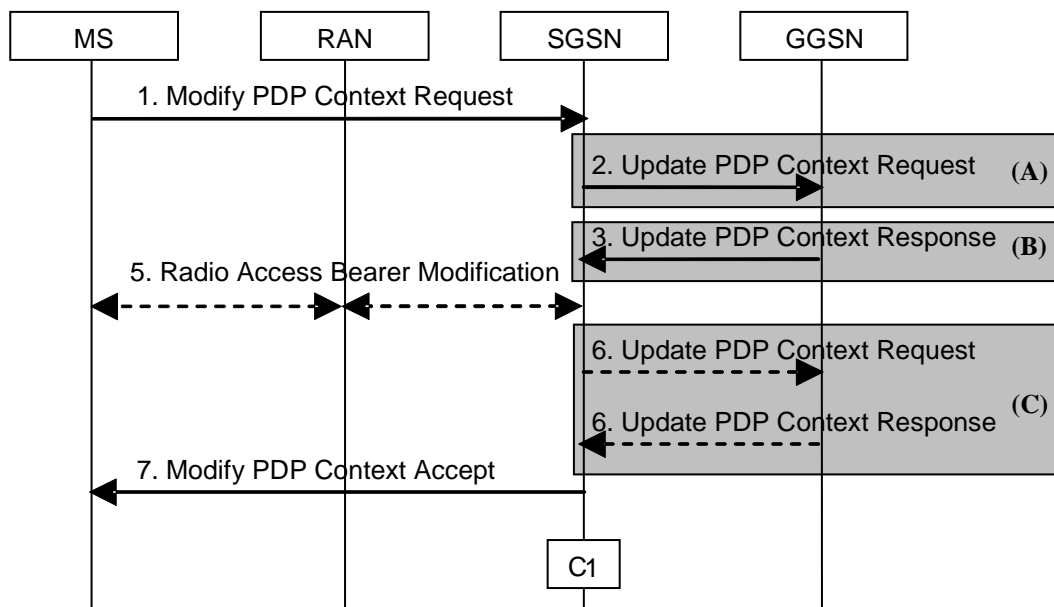 MS RAN SGSN GGSN
1. Modify PDP Context Request
2. Update PDP Context Request (A)
3. Update PDP Context Response (B)
5. Radio Access Bearer Modification
6. Update PDP Context Request
(C)
6. Update PDP Context Response
7. Modify PDP Context Accept
C1